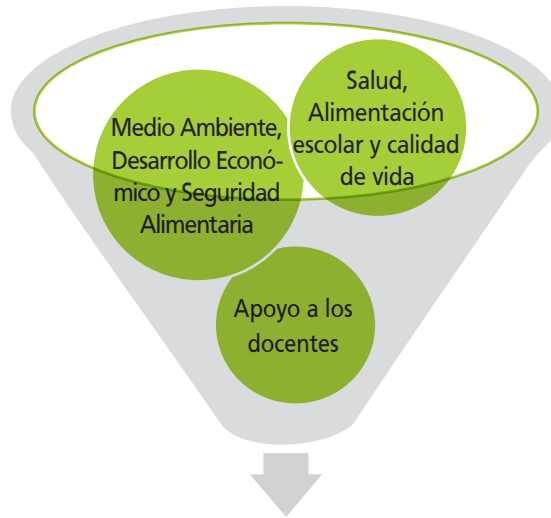 Medio Ambiente,
Desarrollo Econó-
mico y Seguridad
Alimentaria
Salud,
Alimentación
escolar y calidad
de vida
Apoyo a los
docentes